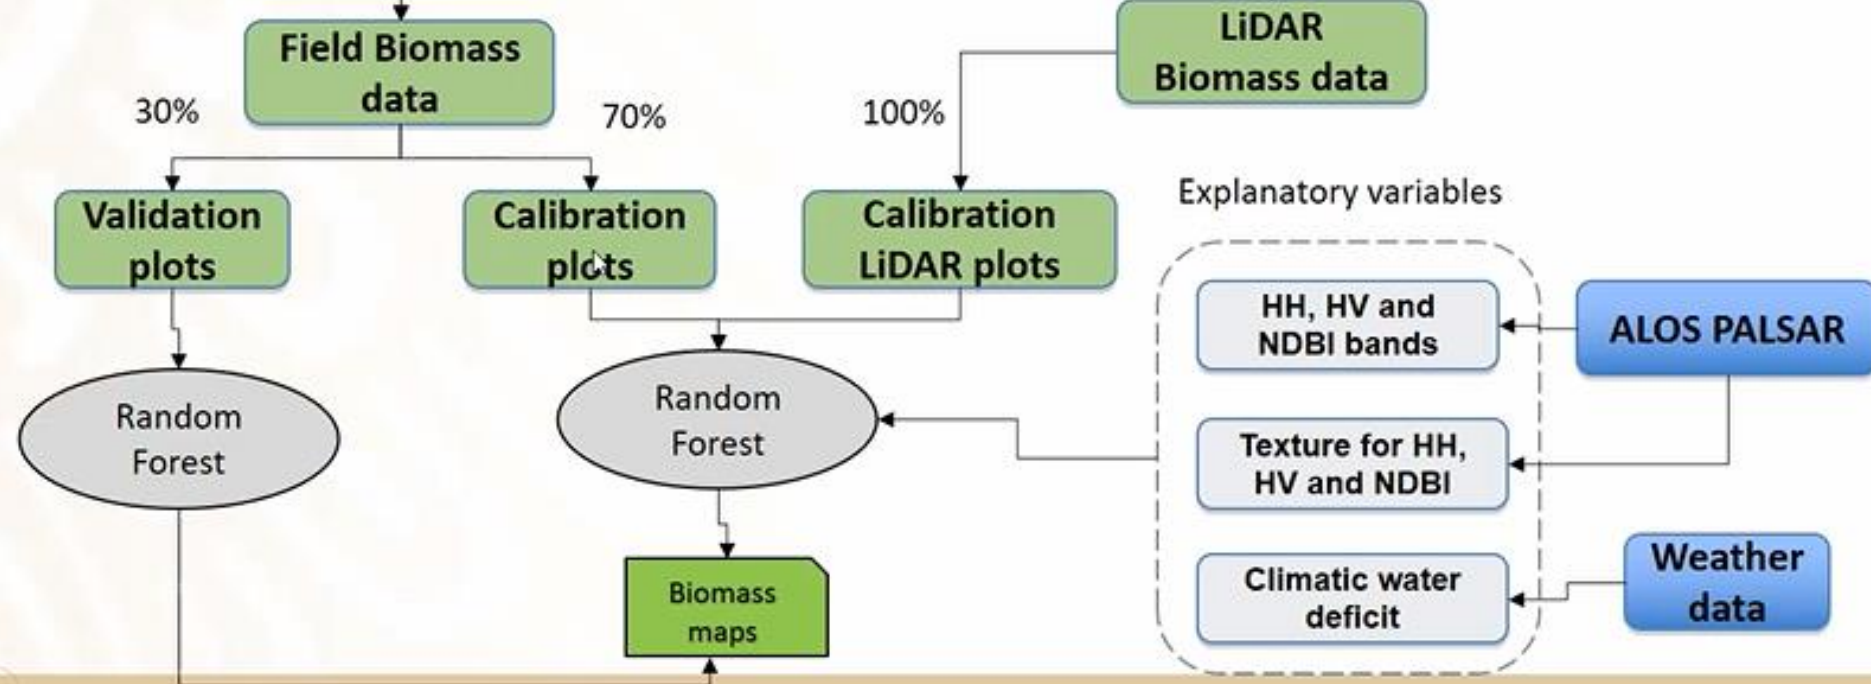 Field Biomass
data
LiDAR
Biomass data
30%
70%
100%
Validation
plots
Calibration
plots
Calibration
LiDAR plots
Explanatory variables
HH, HV and
NDBI bands
ALOS PALSAR
Random
Forest
Random
Forest
Texture for HH,
HV and NDBI
Climatic water
deficit
Weather
data
Biomass
maps